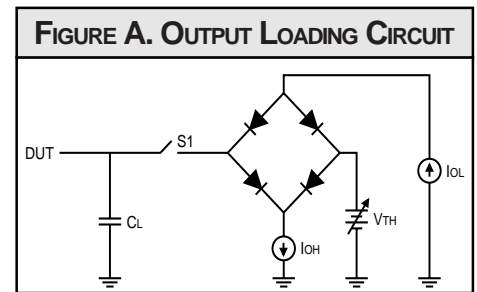 FIGURE A. OUTPUT LOADING CIRCUIT
DUT
S1
IOL
CL
VTH
IOH